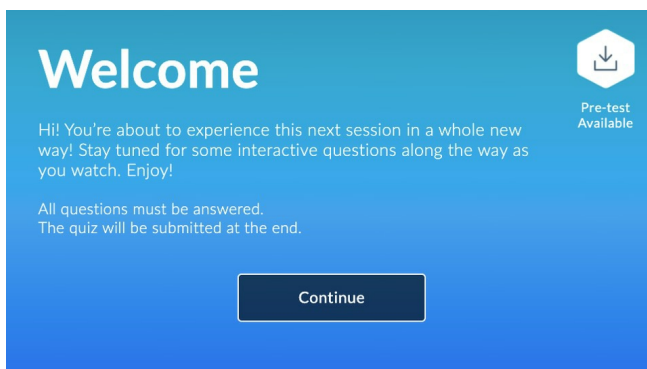 Welcome
Hi! You're about to experience this next session in a whole new
way! Stay tuned for some interactive questions along the way as
you watch. Enjoy!
All questions must be answered.
The quiz will be submitted at the end.
Pre-test
Available
Continue